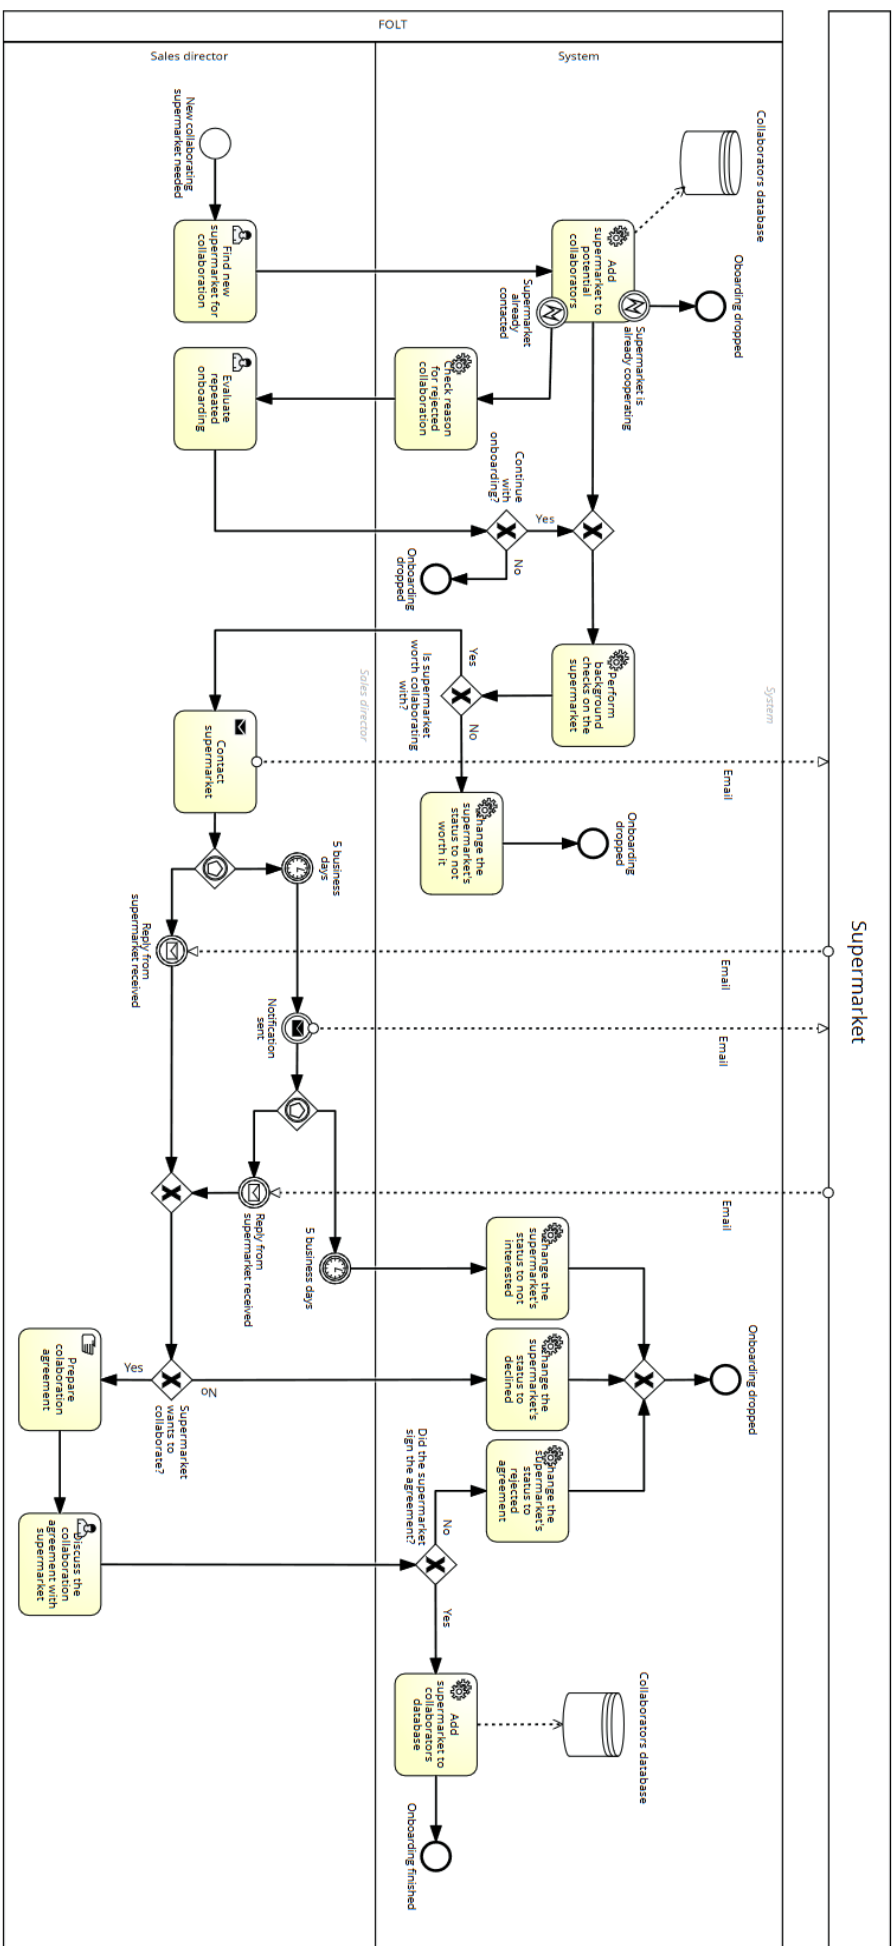 FOLT
Sales director
System
Supermarket
New collaborating
supermarket needed
Find new
supermarket for
collaboration
Collaborators database
Add
supermarket to
potential
collaborators
Oboarding dropped
Supermarket is
already cooperating
Supermarket
already
contacted
Check reason
for rejected
collaboration
Evaluate
repeated
onboarding
Continue
with
onboarding?
Yes
No
Onboarding
dropped
Perform
background
checks on the
supermarket
System
Sales director
Is supermarket
worth collaborating
with?
Yes
No
Contact
supermarket
Email
hange the
supermarket's
status to not
worth it
Onboarding
dropped
5 business
days
Reply from
supermarket received
Email
Notification
sent
Email
Reply from
supermarket received
Email
5 business days
hange the
supermarket's
status to not
interested
hange the
supermarket's
status to
declined
hange the
supermarket's
status to
rejected
agreement
Onboarding dropped
Supermarket
wants to
collaborate?
Yes
No
Prepare
colaboration
agreement
iscuss the
collaboration
agreement with
supermarket
Did the supermarket
sign the agreement?
No
Yes
Add
supermarket to
collaborators
database
Collaborators database
Onboarding finished